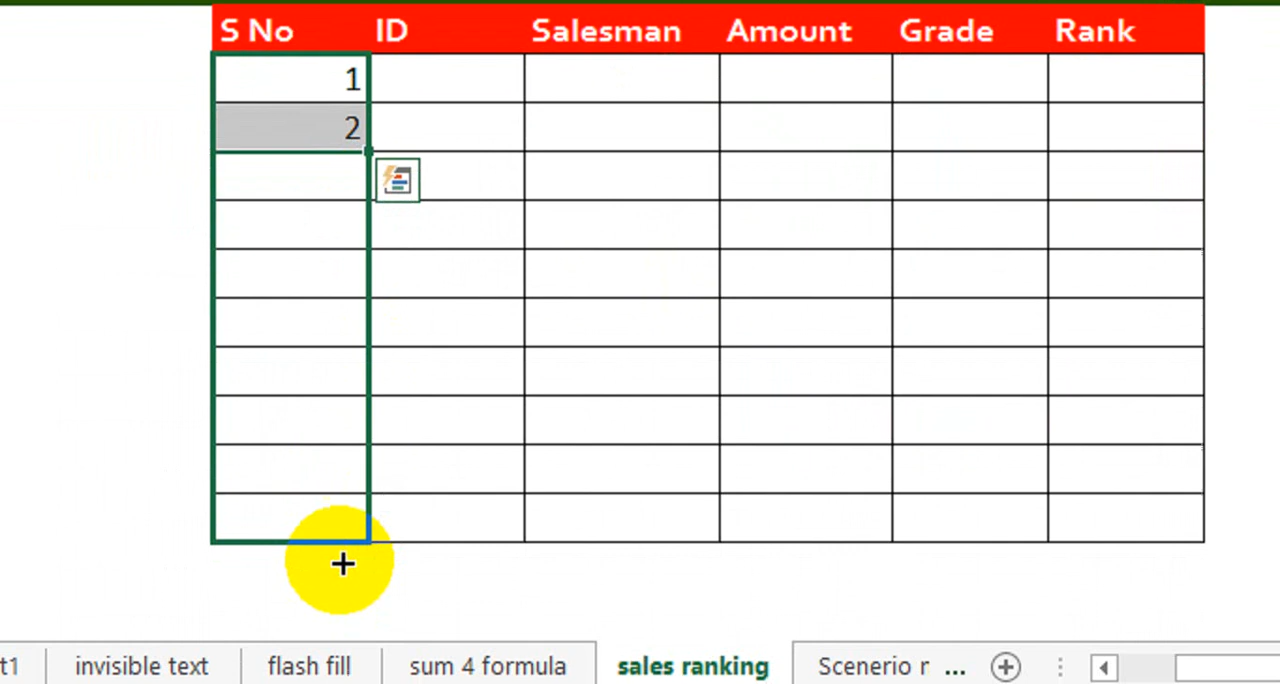 S No ID Salesman Amount Grade Rank
1
2
t1 invisible text flash fill sum 4 formula sales ranking Scenerio r ...